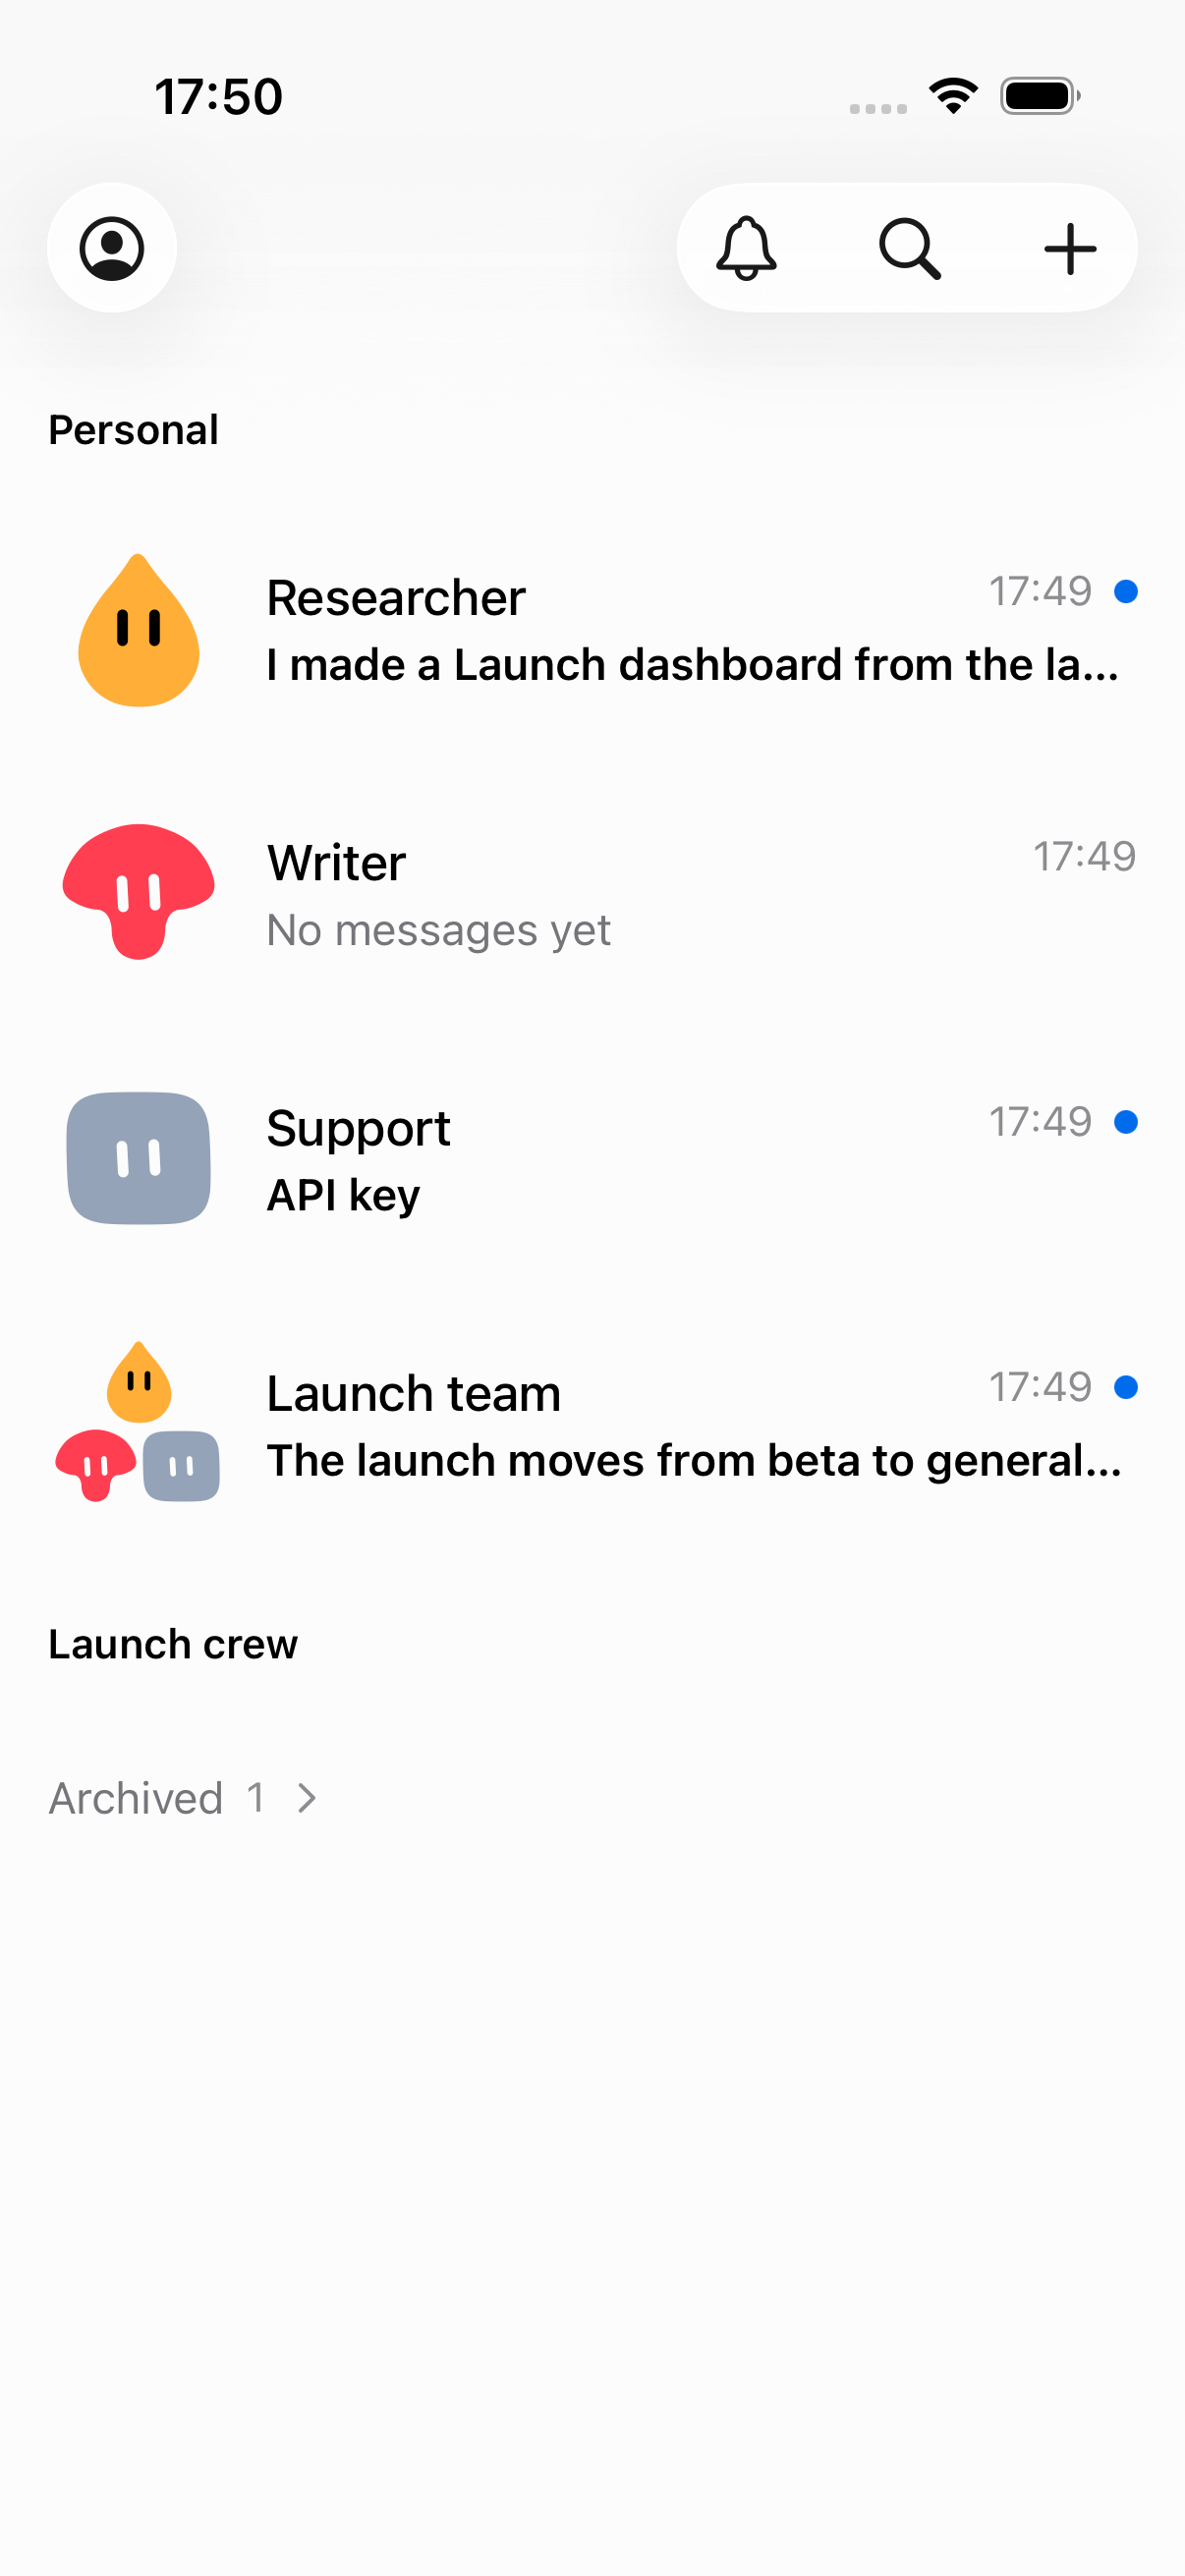 17:50
Personal
Researcher
17:49
I made a Launch dashboard from the la...
Writer
17:49
No messages yet
Support
17:49
API key
Launch team
17:49
The launch moves from beta to general...
Launch crew
Archived 1